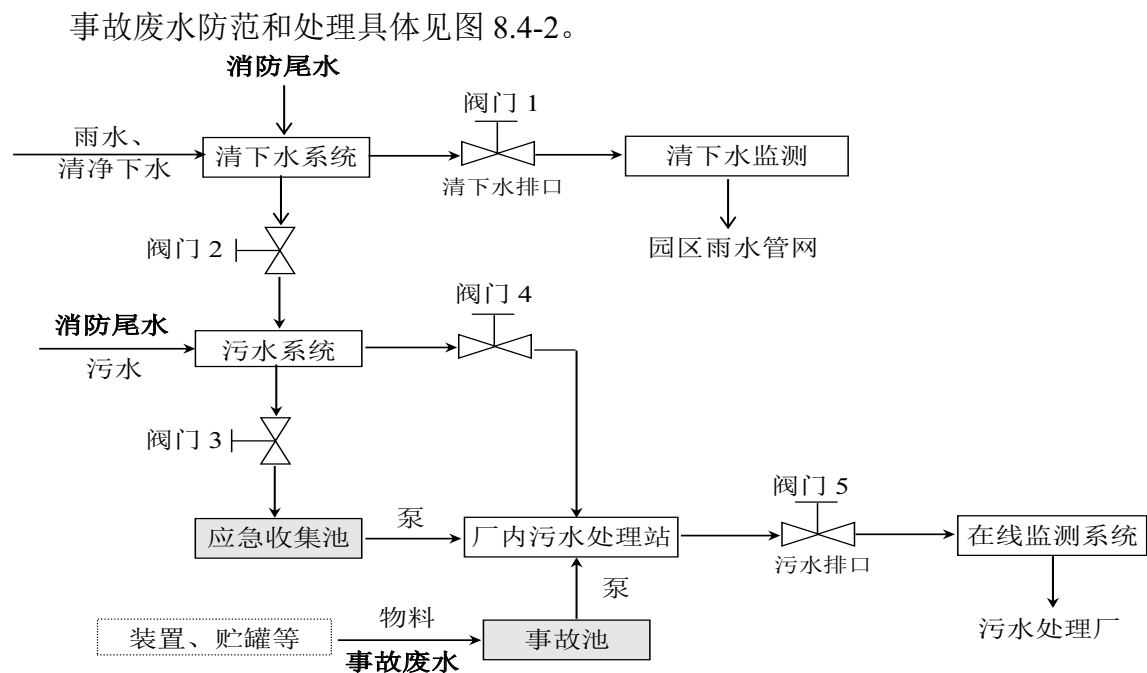 事故废水防范和处理具体见图 8.4-2。
消防尾水
阀门 1
雨水、
清净下水
清下水系统
清下水排口
清下水监测
园区雨水管网
阀门 2
消防尾水
污水
污水系统
阀门 4
阀门 3
应急收集池
泵
厂内污水处理站
阀门 5
污水排口
在线监测系统
污水处理厂
泵
装置、贮罐等
物料
事故废水
事故池